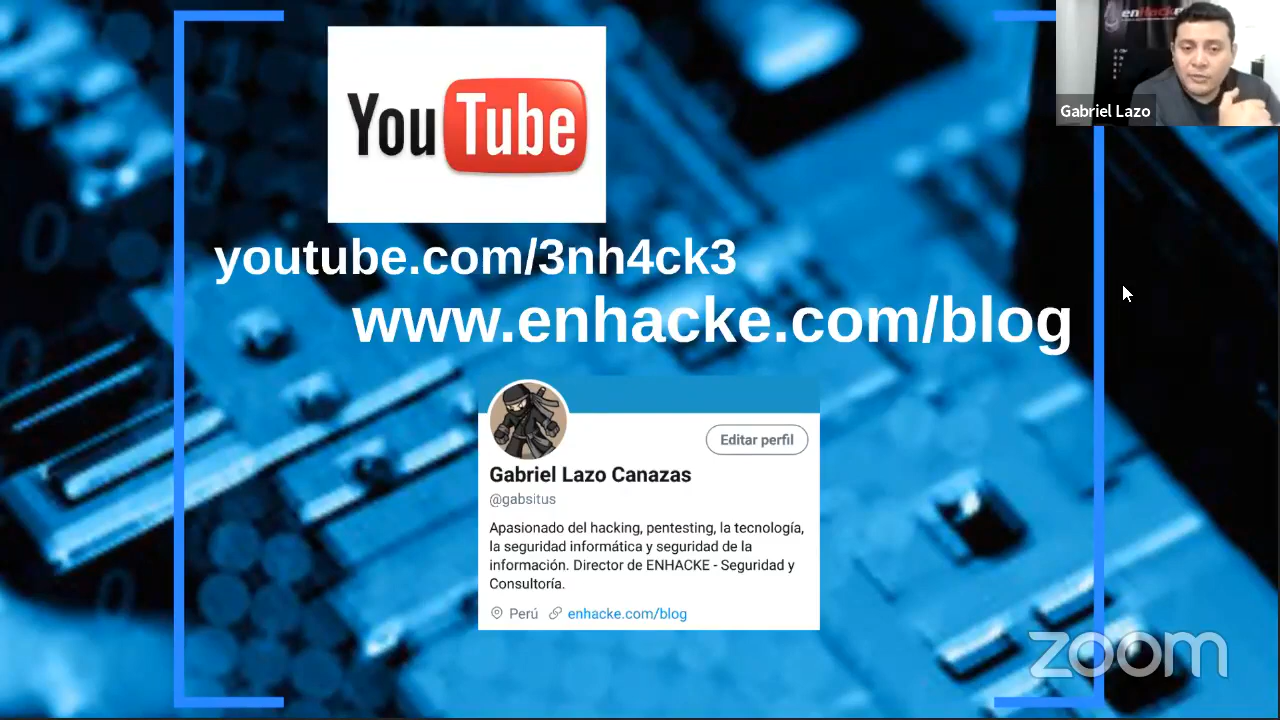 YouTube
enHacke
Gabriel Lazo
youtube.com/3nh4ck3
www.enhacke.com/blog
Editar perfil
Gabriel Lazo Canazas
@gabsitus
Apasionado del hacking, pentesting, la tecnología,
la seguridad informática y seguridad de la
información. Director de ENHACKE - Seguridad y
Consultoría.
Perú enhacke.com/blog
zoom